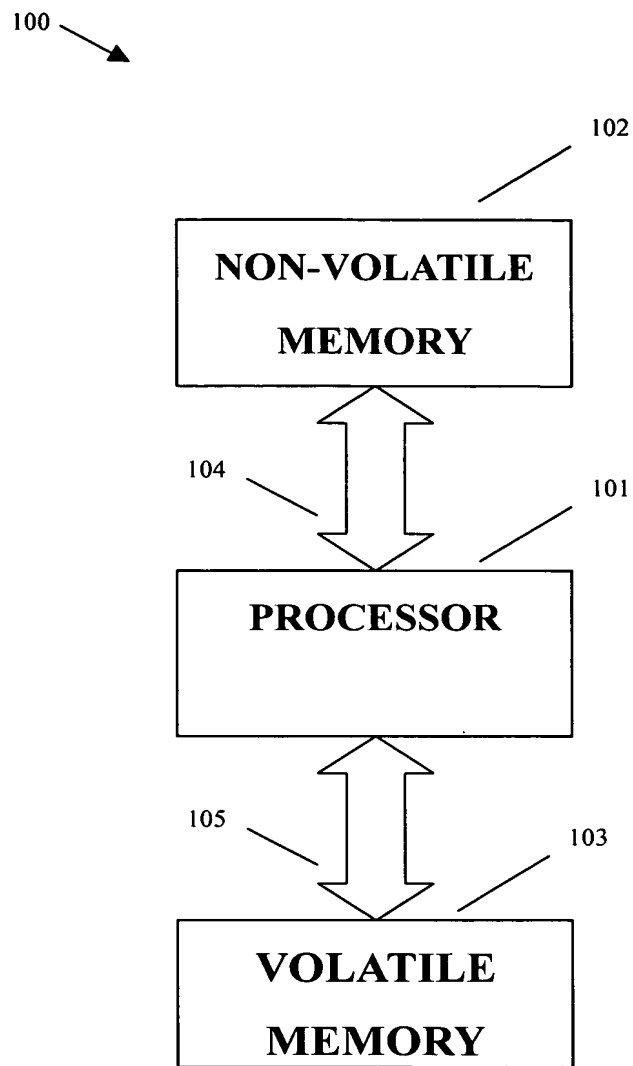 100
102
NON-VOLATILE
MEMORY
104
101
PROCESSOR
105
103
VOLATILE
MEMORY